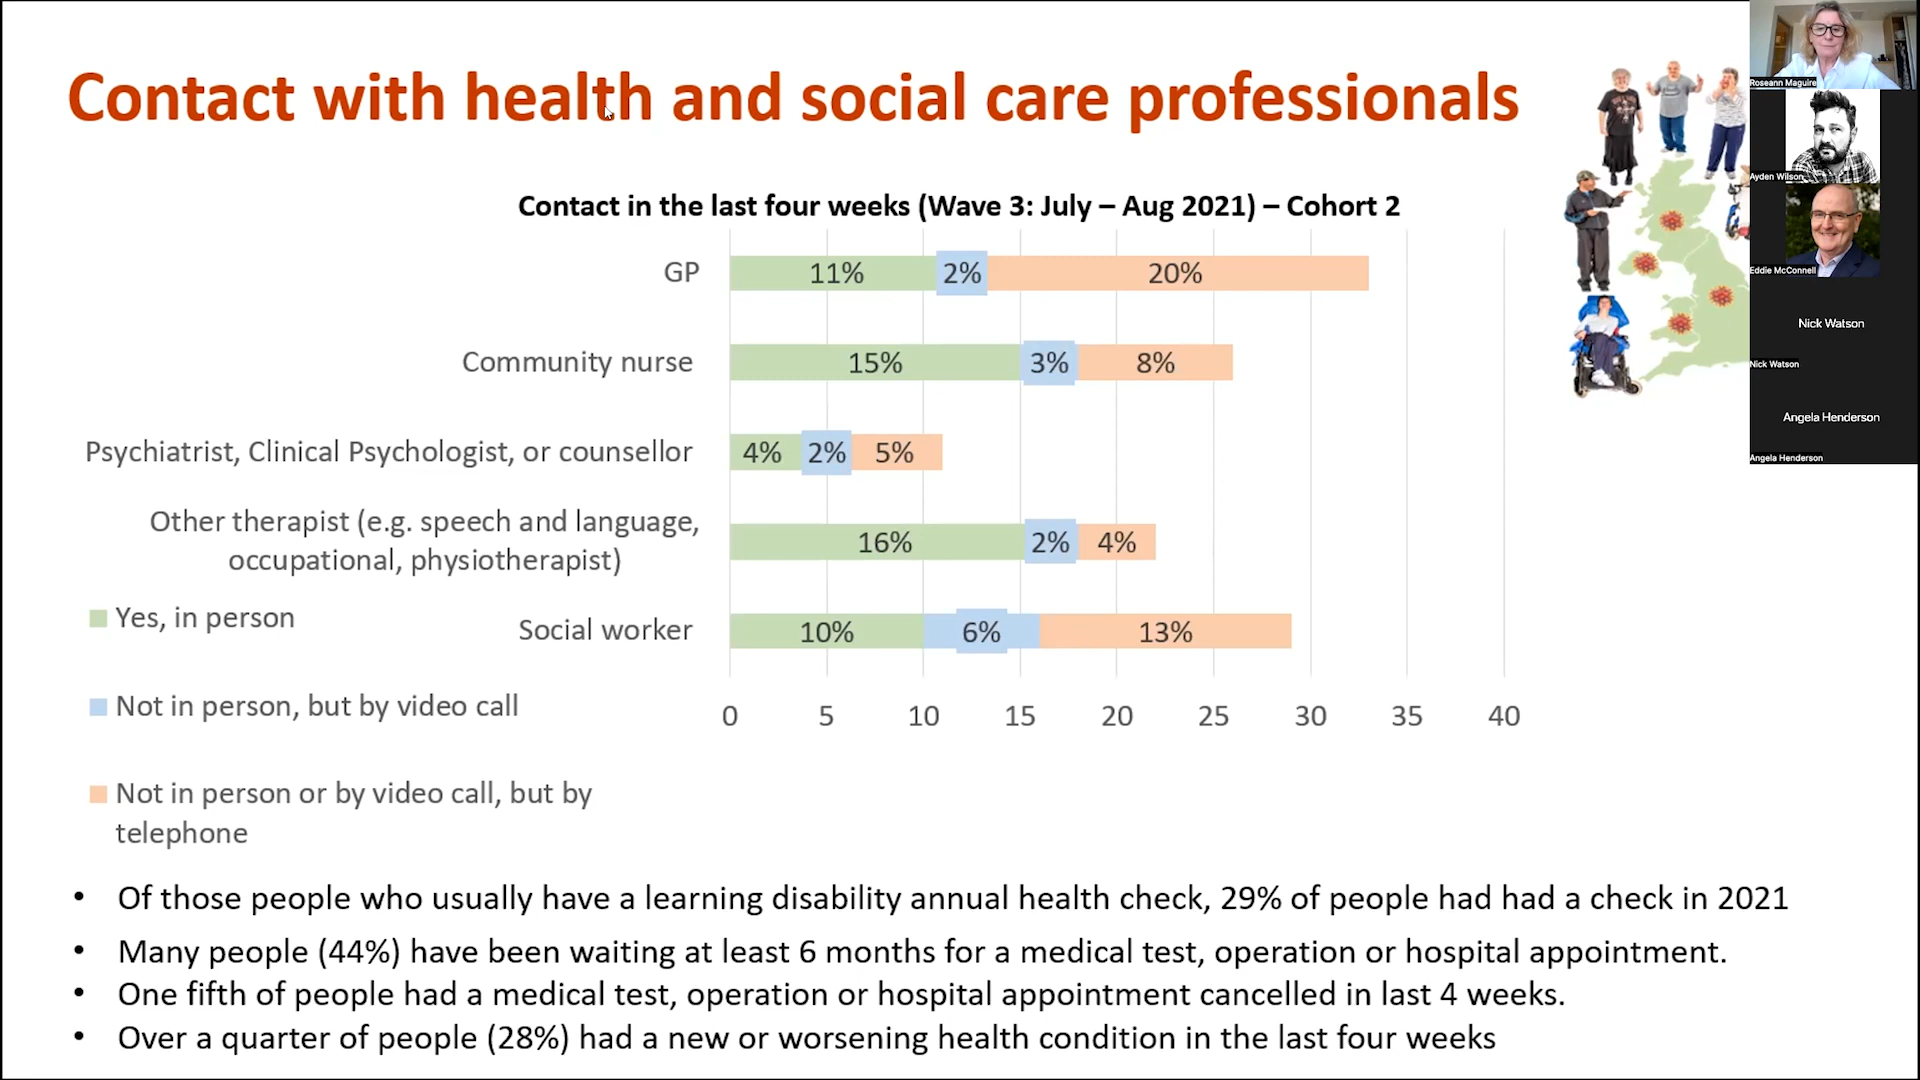 Contact with health and social care professionals
Contact in the last four weeks (Wave 3: July – Aug 2021) – Cohort 2
GP
11%
2%
20%
Community nurse
15%
3%
8%
Psychiatrist, Clinical Psychologist, or counsellor
4%
2%
5%
Other therapist (e.g. speech and language,
occupational, physiotherapist)
16%
2%
4%
Social worker
10%
6%
13%
0 5 10 15 20 25 30 35 40
Yes, in person
Not in person, but by video call
Not in person or by video call, but by
telephone
• Of those people who usually have a learning disability annual health check, 29% of people had had a check in 2021
• Many people (44%) have been waiting at least 6 months for a medical test, operation or hospital appointment.
• One fifth of people had a medical test, operation or hospital appointment cancelled in last 4 weeks.
• Over a quarter of people (28%) had a new or worsening health condition in the last four weeks
Roseann Maguire
Ayden Wilson
Eddie McConnell
Nick Watson
Nick Watson
Angela Henderson
Angela Henderson